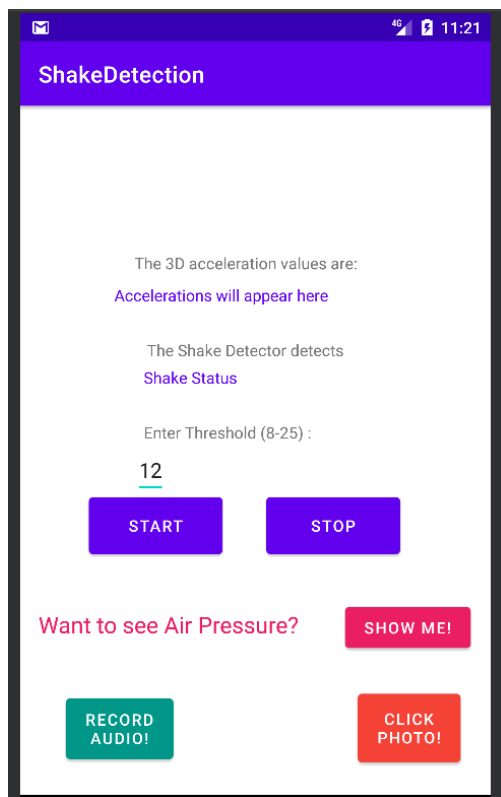 4G 11:21
ShakeDetection
The 3D acceleration values are:
Accelerations will appear here
The Shake Detector detects
Shake Status
Enter Threshold (8-25) :
12
START STOP
Want to see Air Pressure? SHOW ME!
RECORD
AUDIO!
CLICK
PHOTO!